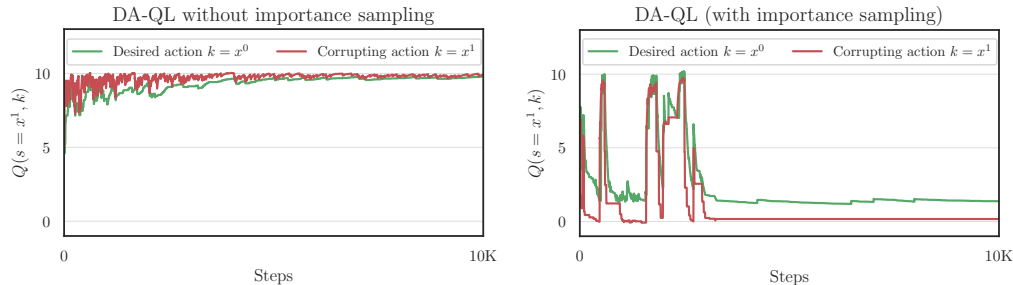 DA-QL without importance sampling
Desired action k = x⁰
Corrupting action k = x¹
10
5
0
Q(s = x¹, k)
0
10K
Steps
DA-QL (with importance sampling)
Desired action k = x⁰
Corrupting action k = x¹
10
5
0
Q(s = x¹, k)
0
10K
Steps